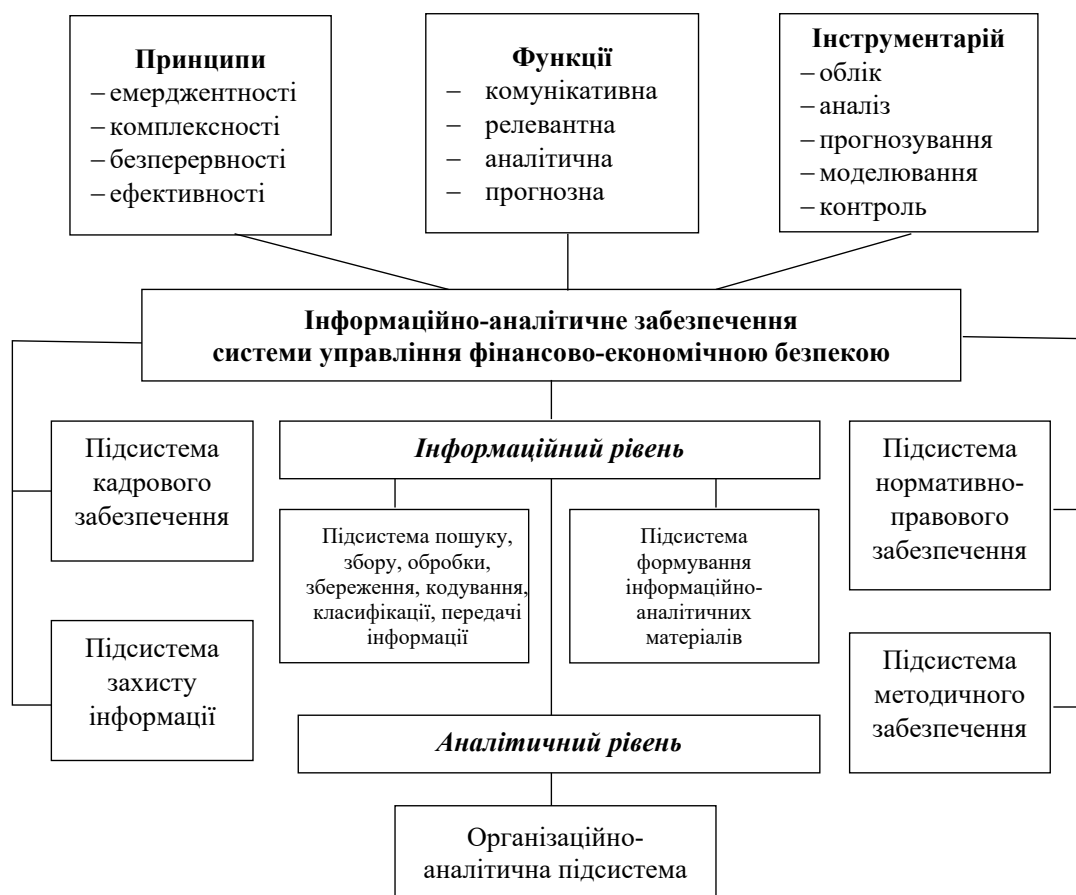 Принципи
– емерджентності
– комплексності
– безперервності
– ефективності
Функції
– комунікативна
– релевантна
– аналітична
– прогнозна
Інструментарій
– облік
– аналіз
– прогнозування
– моделювання
– контроль
Інформаційно-аналітичне забезпечення
системи управління фінансово-економічною безпекою
Підсистема
кадрового
забезпечення
Інформаційний рівень
Підсистема
нормативно-
правового
забезпечення
Підсистема пошуку,
збору, обробки,
збереження, кодування,
класифікації, передачі
інформації
Підсистема
формування
інформаційно-
аналітичних
матеріалів
Підсистема
захисту
інформації
Підсистема
методичного
забезпечення
Аналітичний рівень
Організаційно-
аналітична підсистема